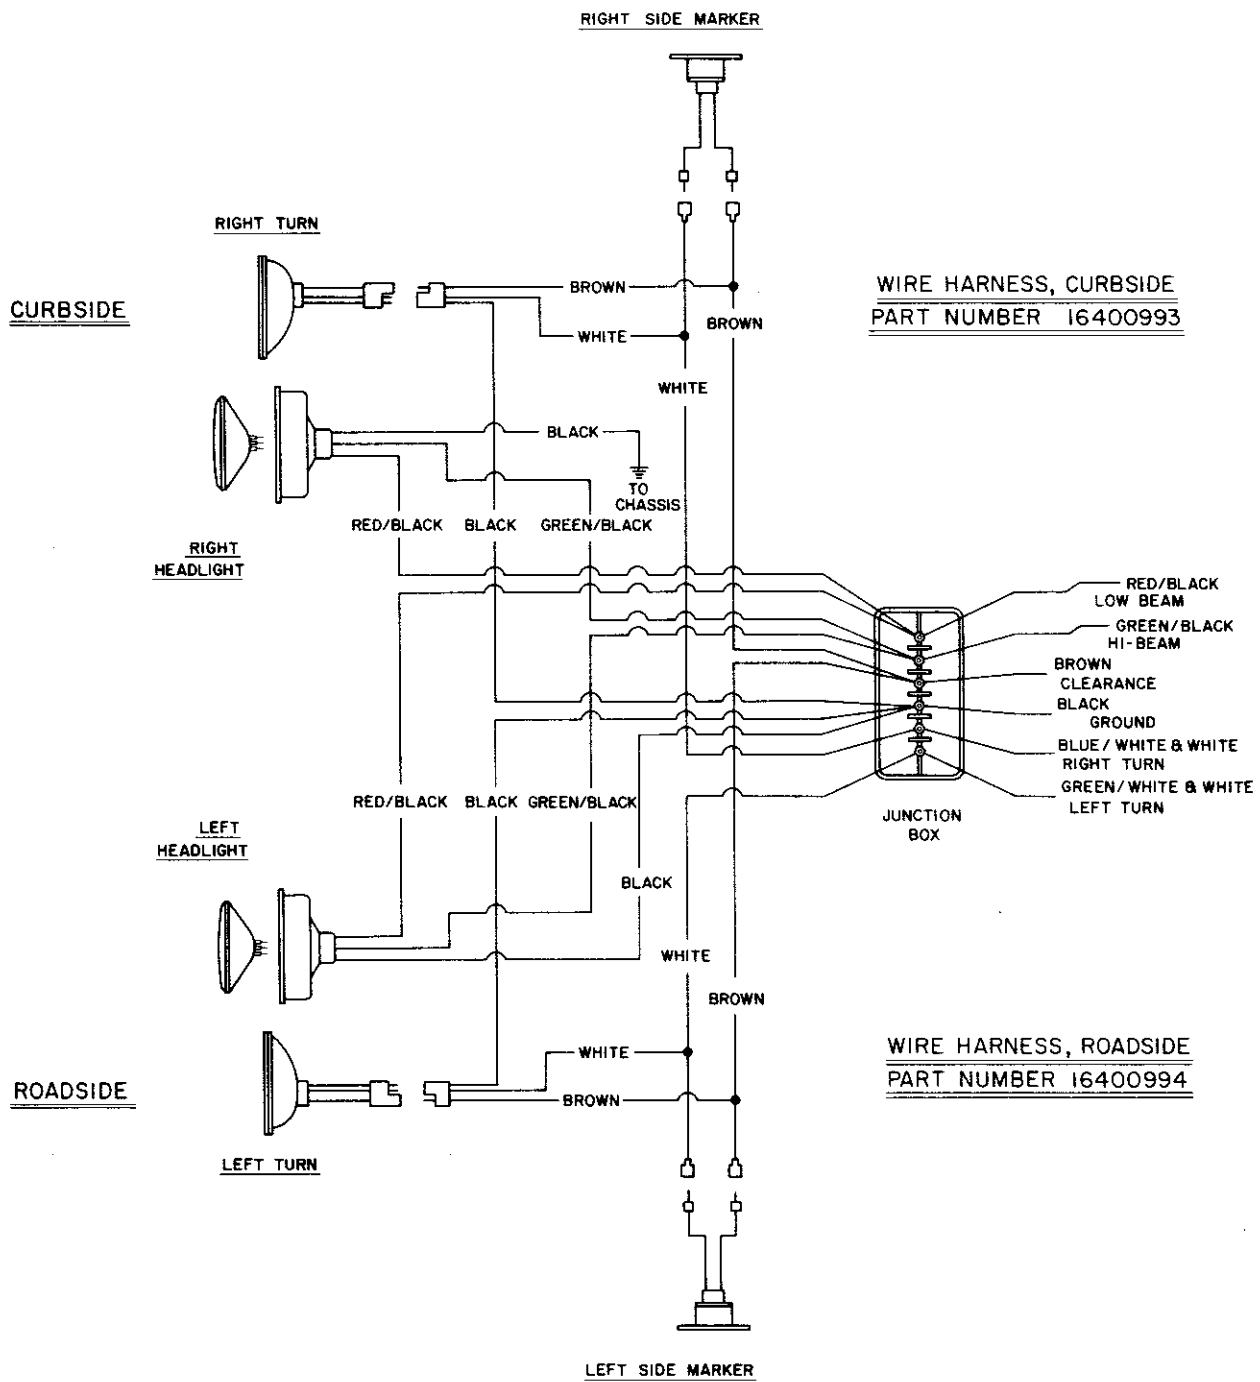 RIGHT SIDE MARKER
RIGHT TURN
CURBSIDE
BROWN
WHITE
BROWN
WHITE
WIRE HARNESS, CURBSIDE
PART NUMBER 16400993
BLACK
TO
CHASSIS
RED/BLACK
BLACK
GREEN/BLACK
RIGHT
HEADLIGHT
RED/BLACK
LOW BEAM
GREEN/BLACK
HI-BEAM
BROWN
CLEARANCE
BLACK
GROUND
BLUE/WHITE & WHITE
RIGHT TURN
GREEN/WHITE & WHITE
LEFT TURN
JUNCTION
BOX
RED/BLACK
BLACK
GREEN/BLACK
LEFT
HEADLIGHT
BLACK
WHITE
BROWN
WHITE
BROWN
WIRE HARNESS, ROADSIDE
PART NUMBER 16400994
ROADSIDE
LEFT TURN
LEFT SIDE MARKER